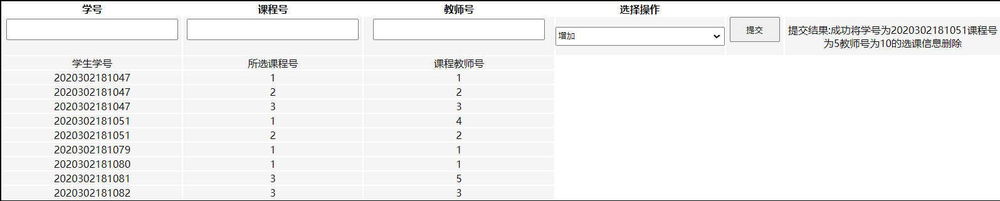 学号 课程号 教师号 选择操作
增加 提交 提交结果:成功将学号为2020302181051课程号
为5教师号为10的选课信息删除
学生学号 所选课程号 课程教师号
2020302181047 1 1
2020302181047 2 2
2020302181047 3 3
2020302181051 1 4
2020302181051 2 2
2020302181079 1 1
2020302181080 1 1
2020302181081 3 5
2020302181082 3 3